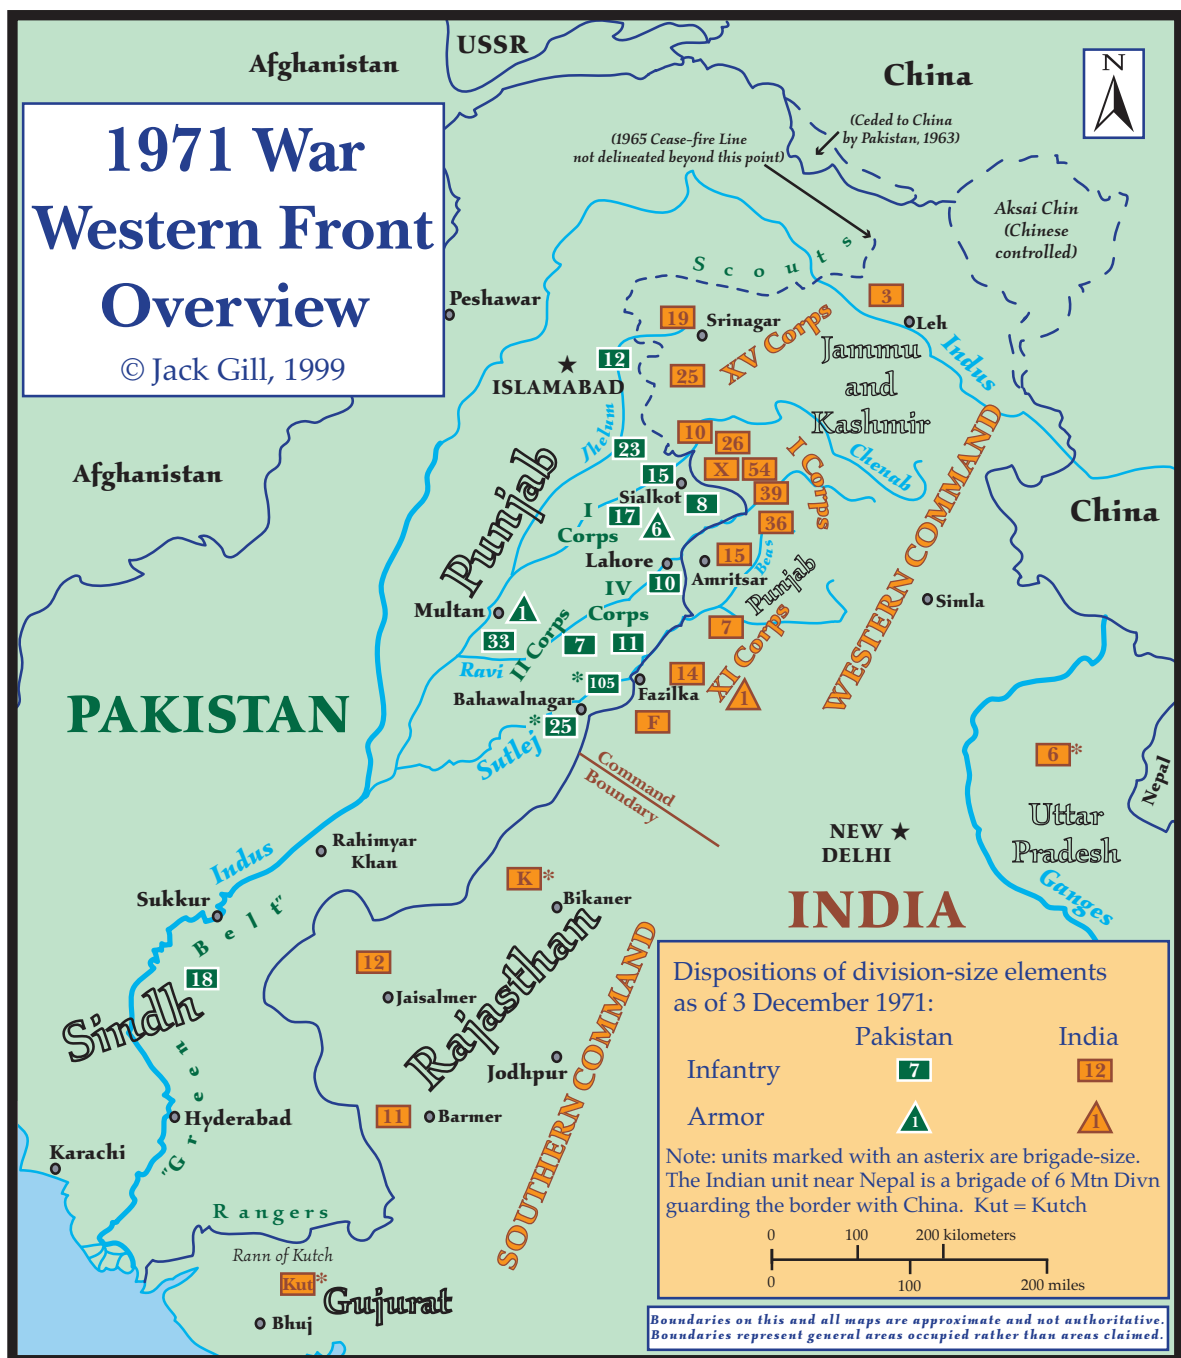 USSR
Afghanistan
China
N
1971 War
Western Front
Overview
© Jack Gill, 1999
(Ceded to China
by Pakistan, 1963)
(1965 Cease-fire Line
not delineated beyond this point)
Aksai Chin
(Chinese
controlled)
Scouts
Peshawar
3
19
Srinagar
Leh
XV Corps
Indus
12
ISLAMABAD
25
Jammu
and
Kashmir
Jhelum
10
26
23
I Corps
Chenab
Afghanistan
15
X
54
Sialkot
39
8
Punjab
I
Corps
17
6
36
China
WESTERN COMMAND
Lahore
15
Beas
Amritsar
10
IV
Corps
Punjab
Simla
Multan
1
33
II Corps
7
11
7
XI Corps
Ravi
105
*
14
Fazilka
1
Bahawalnagar
PAKISTAN
*
25
F
Sutlej
6*
Nepal
Command
Boundary
Uttar
Pradesh
NEW
DELHI
Rahimyar
Khan
Indus
K*
Bikaner
INDIA
Ganges
Sukkur
"Green Belt"
18
12
Jaisalmer
Rajasthan
SOUTHERN COMMAND
Sindh
Jodhpur
Hyderabad
11
Barmer
Karachi
Rangers
Rann of Kutch
Kut*
Gujurat
Bhuj
Dispositions of division-size elements
as of 3 December 1971:
Pakistan India
Infantry 7 12
Armor 1 1
Note: units marked with an asterix are brigade-size.
The Indian unit near Nepal is a brigade of 6 Mtn Divn
guarding the border with China. Kut = Kutch
0 100 200 kilometers
0 100 200 miles
Boundaries on this and all maps are approximate and not authoritative.
Boundaries represent general areas occupied rather than areas claimed.